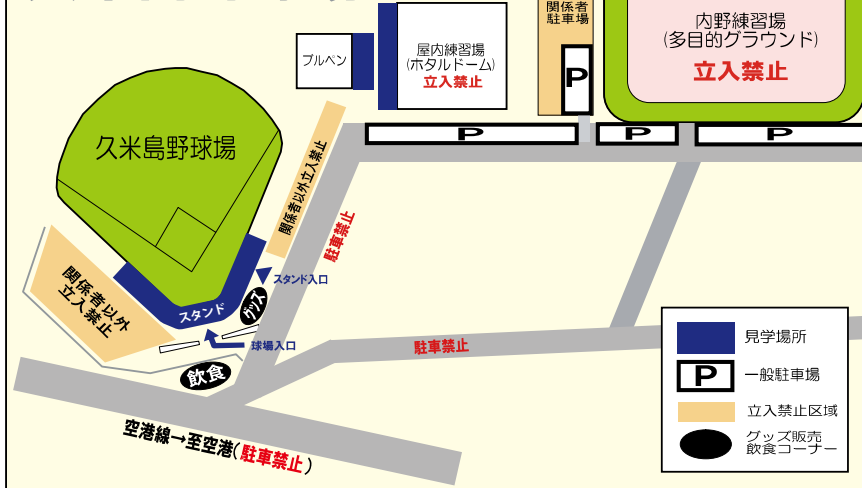 関係者
駐車場
内野練習場
(多目的グラウンド)
立入禁止
ブルペン
屋内練習場
(ホタルドーム)
立入禁止
P
P
P
P
久米島野球場
関係者以外立入禁止
駐車禁止
スタンド入口
グッズ
スタンド
関係者以外
立入禁止
球場入口
飲食
駐車禁止
空港線→至空港(駐車禁止)
見学場所
P 一般駐車場
立入禁止区域
グッズ販売
飲食コーナー